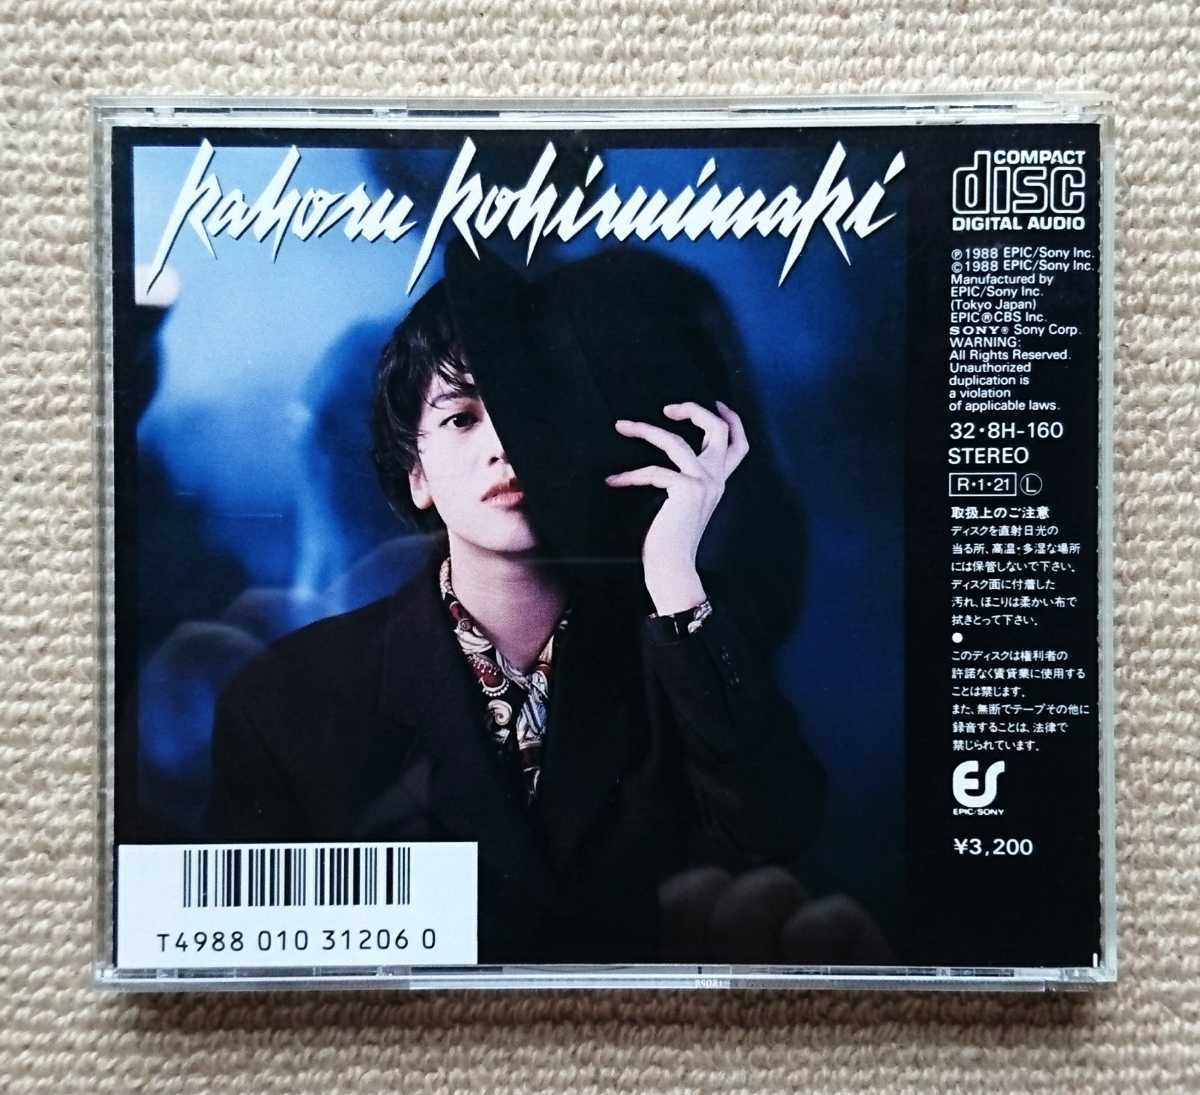 Kahoru Kohiruimaki
COMPACT
disc
DIGITAL AUDIO
Ⓟ1988 EPIC/Sony Inc.
©1988 EPIC/Sony Inc.
Manufactured by
EPIC/Sony Inc.
(Tokyo Japan)
EPIC®CBS Inc.
SONY® Sony Corp.
WARNING:
All Rights Reserved.
Unauthorized
duplication is
a violation
of applicable laws.
32・8H-160
STEREO
R・1・21 Ⓛ
取扱上のご注意
ディスクを直射日光の
当る所、高温・多湿な場所
には保管しないで下さい。
ディスク面に付着した
汚れ、ほこりは柔かい布で
拭きとって下さい。
●
このディスクは権利者の
許諾なく賃貸業に使用する
ことは禁じます。
また、無断でテープその他に
録音することは、法律で
禁じられています。
ES
EPIC/SONY
¥3,200
T4988 010 31206 0